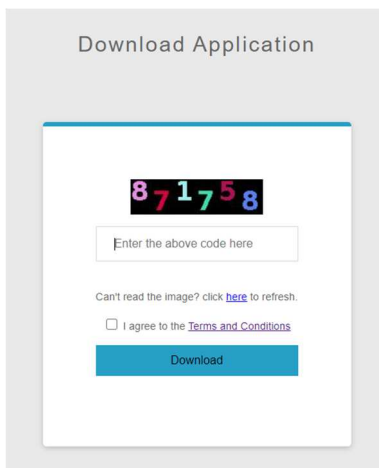 Download Application
871758
Enter the above code here
Can't read the image? click here to refresh.
I agree to the Terms and Conditions
Download